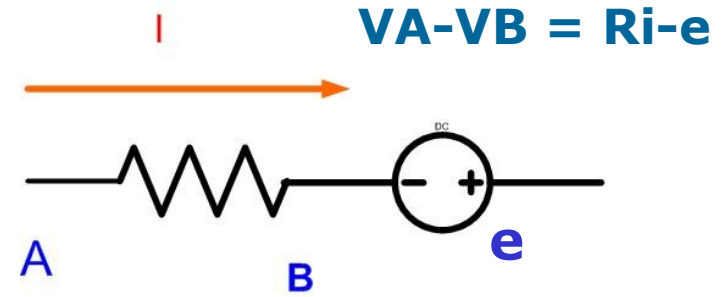 I
VA-VB = Ri-e
DC
- +
e
A
B